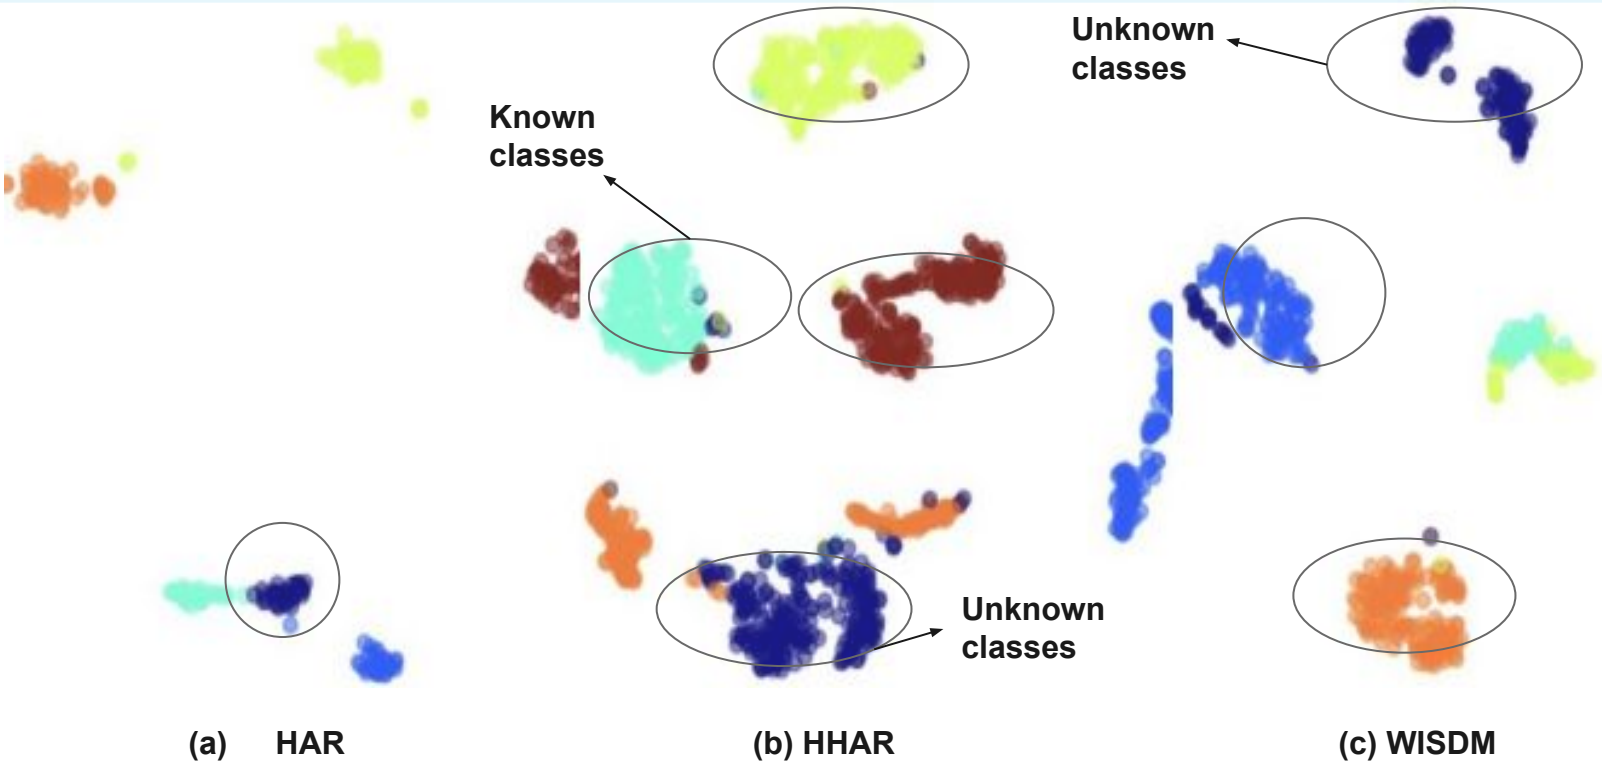 Unknown
classes
Known
classes
Unknown
classes
(a) HAR
(b) HHAR
(c) WISDM